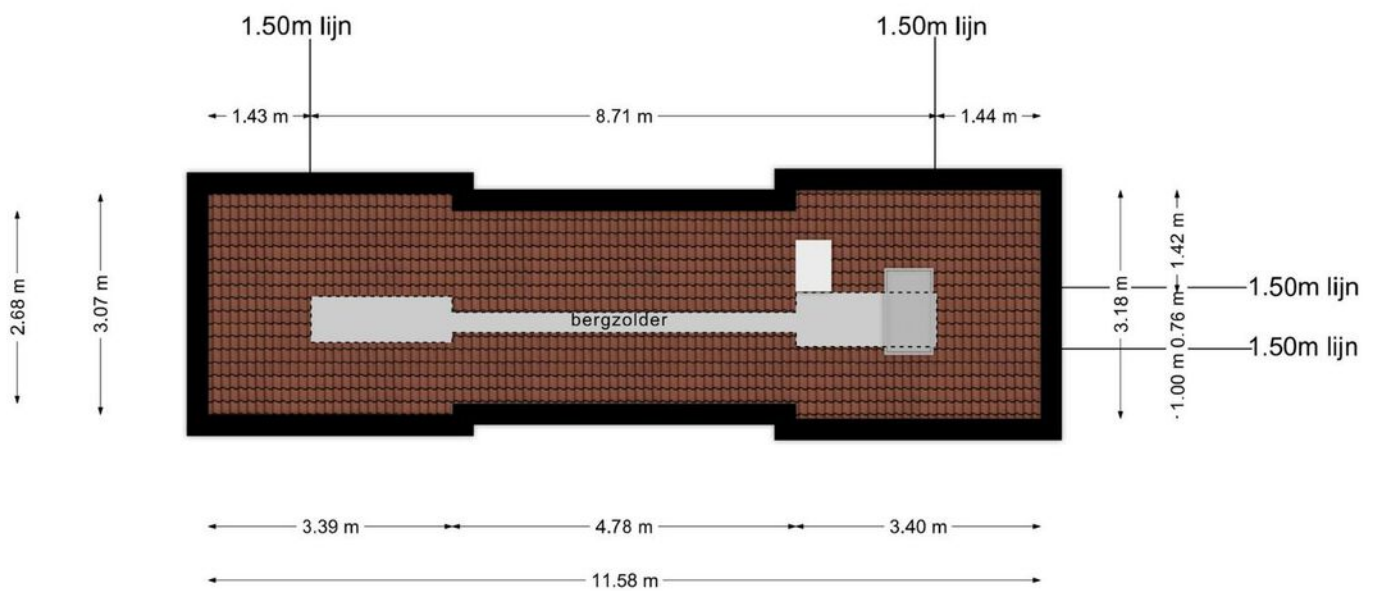 1.50m lijn
1.50m lijn
1.43 m
8.71 m
1.44 m
2.68 m
3.07 m
bergzolder
3.18 m
1.42 m
0.76 m
1.00 m
1.50m lijn
1.50m lijn
3.39 m
4.78 m
3.40 m
11.58 m